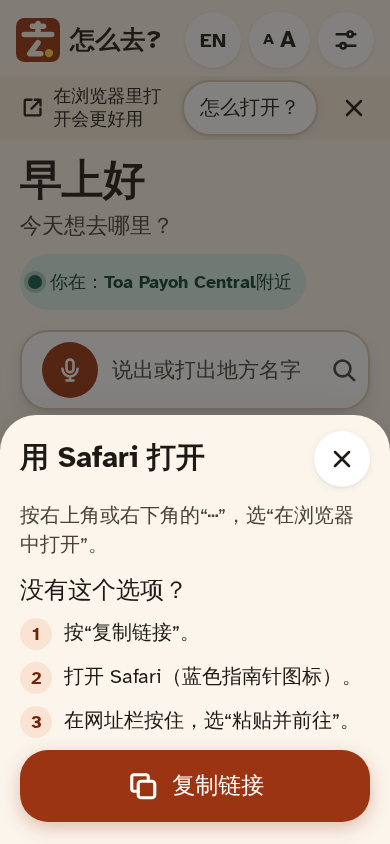 去 怎么去?
EN
A A
在浏览器里打
开会更好用
怎么打开？
早上好
今天想去哪里？
你在：Toa Payoh Central附近
说出或打出地方名字
用 Safari 打开
按右上角或右下角的“···”，选“在浏览器
中打开”。
没有这个选项？
1 按“复制链接”。
2 打开 Safari（蓝色指南针图标）。
3 在网址栏按住，选“粘贴并前往”。
复制链接